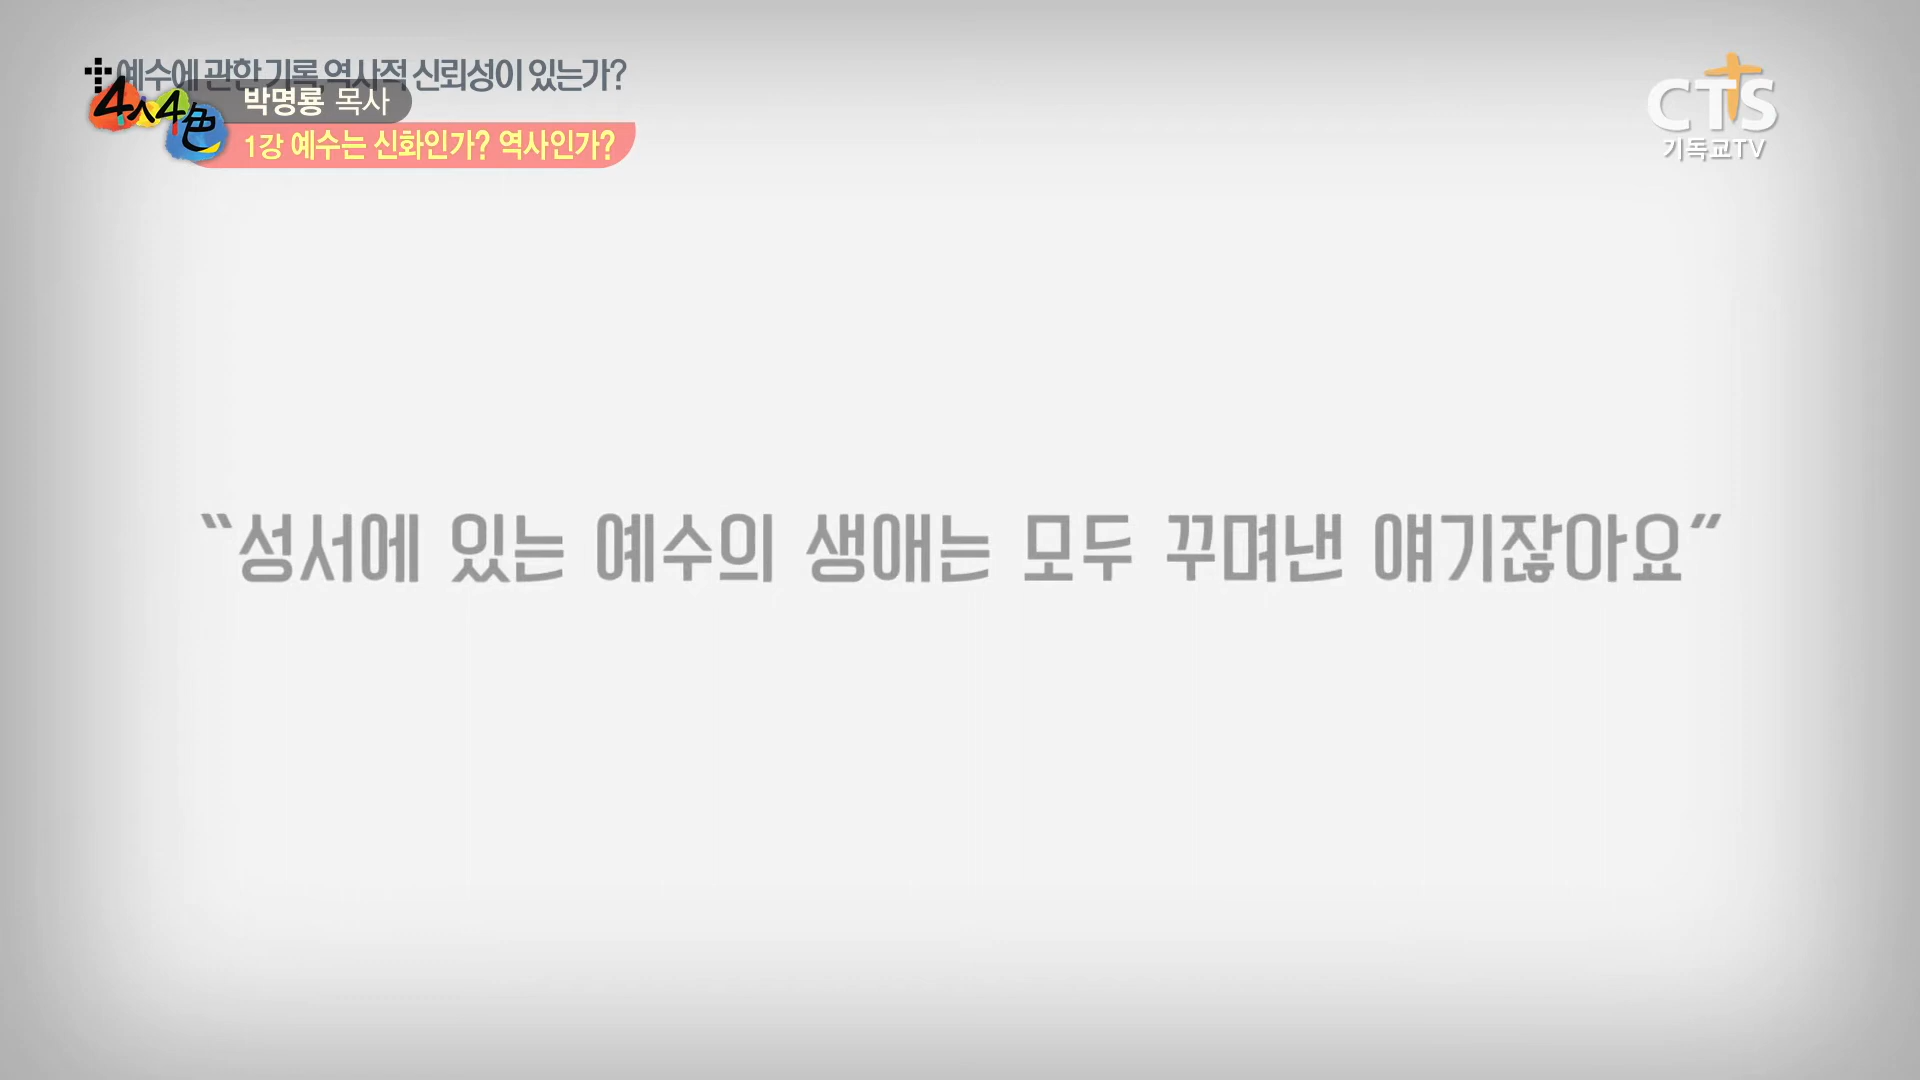 예수에 관한 기록, 역사적 신뢰성이 있는가?
4人4色
박명룡 목사
1강 예수는 신화인가? 역사인가?
CTS
기독교TV
“성서에 있는 예수의 생애는 모두 꾸며낸 얘기잖아요”